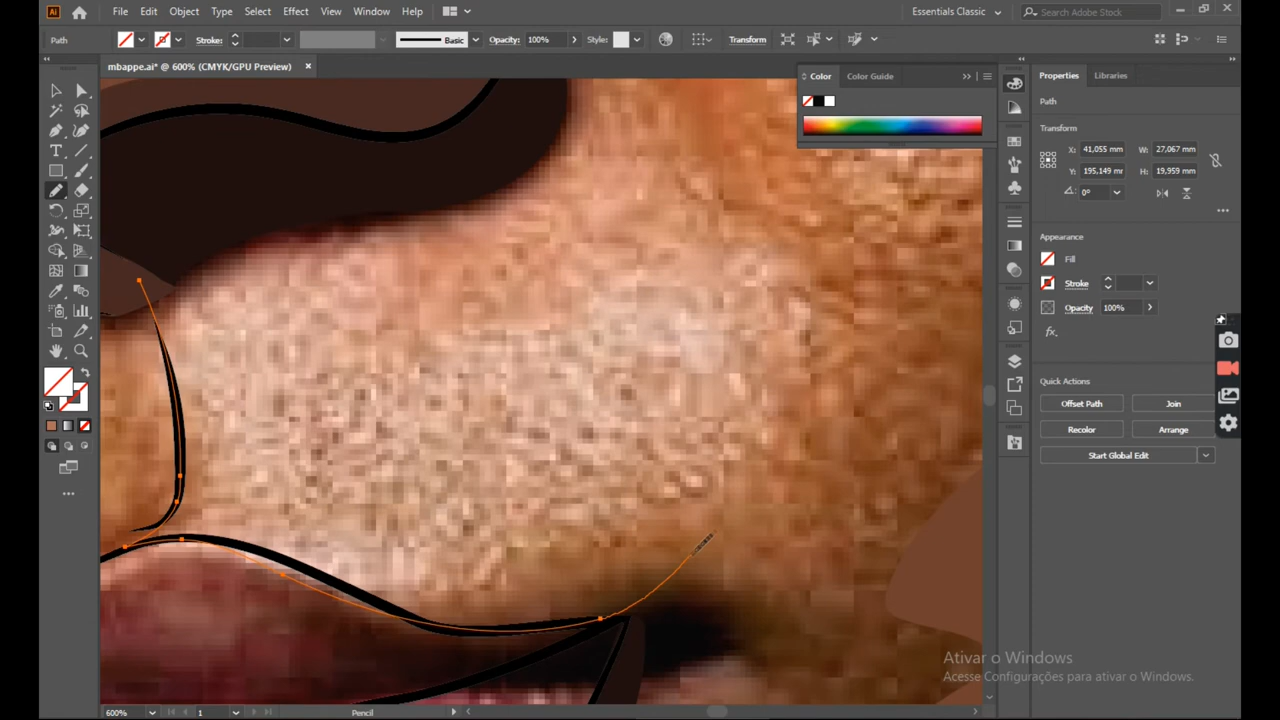 Ai File Edit Object Type Select Effect View Window Help Essentials Classic Search Adobe Stock
Path Stroke: Basic Opacity: 100% Style: Transform
mbappe.ai* @ 600% (CMYK/GPU Preview) ×
Color Color Guide
Properties Libraries
Path
Transform
X: 41,055 mm W: 27,067 mm
Y: 195,149 mr H: 19,959 mm
0°
Appearance
Fill
Stroke
Opacity 100%
fx.
Quick Actions
Offset Path Join
Recolor Arrange
Start Global Edit
Ativar o Windows
Acesse Configurações para ativar o Windows.
600% 1 Pencil